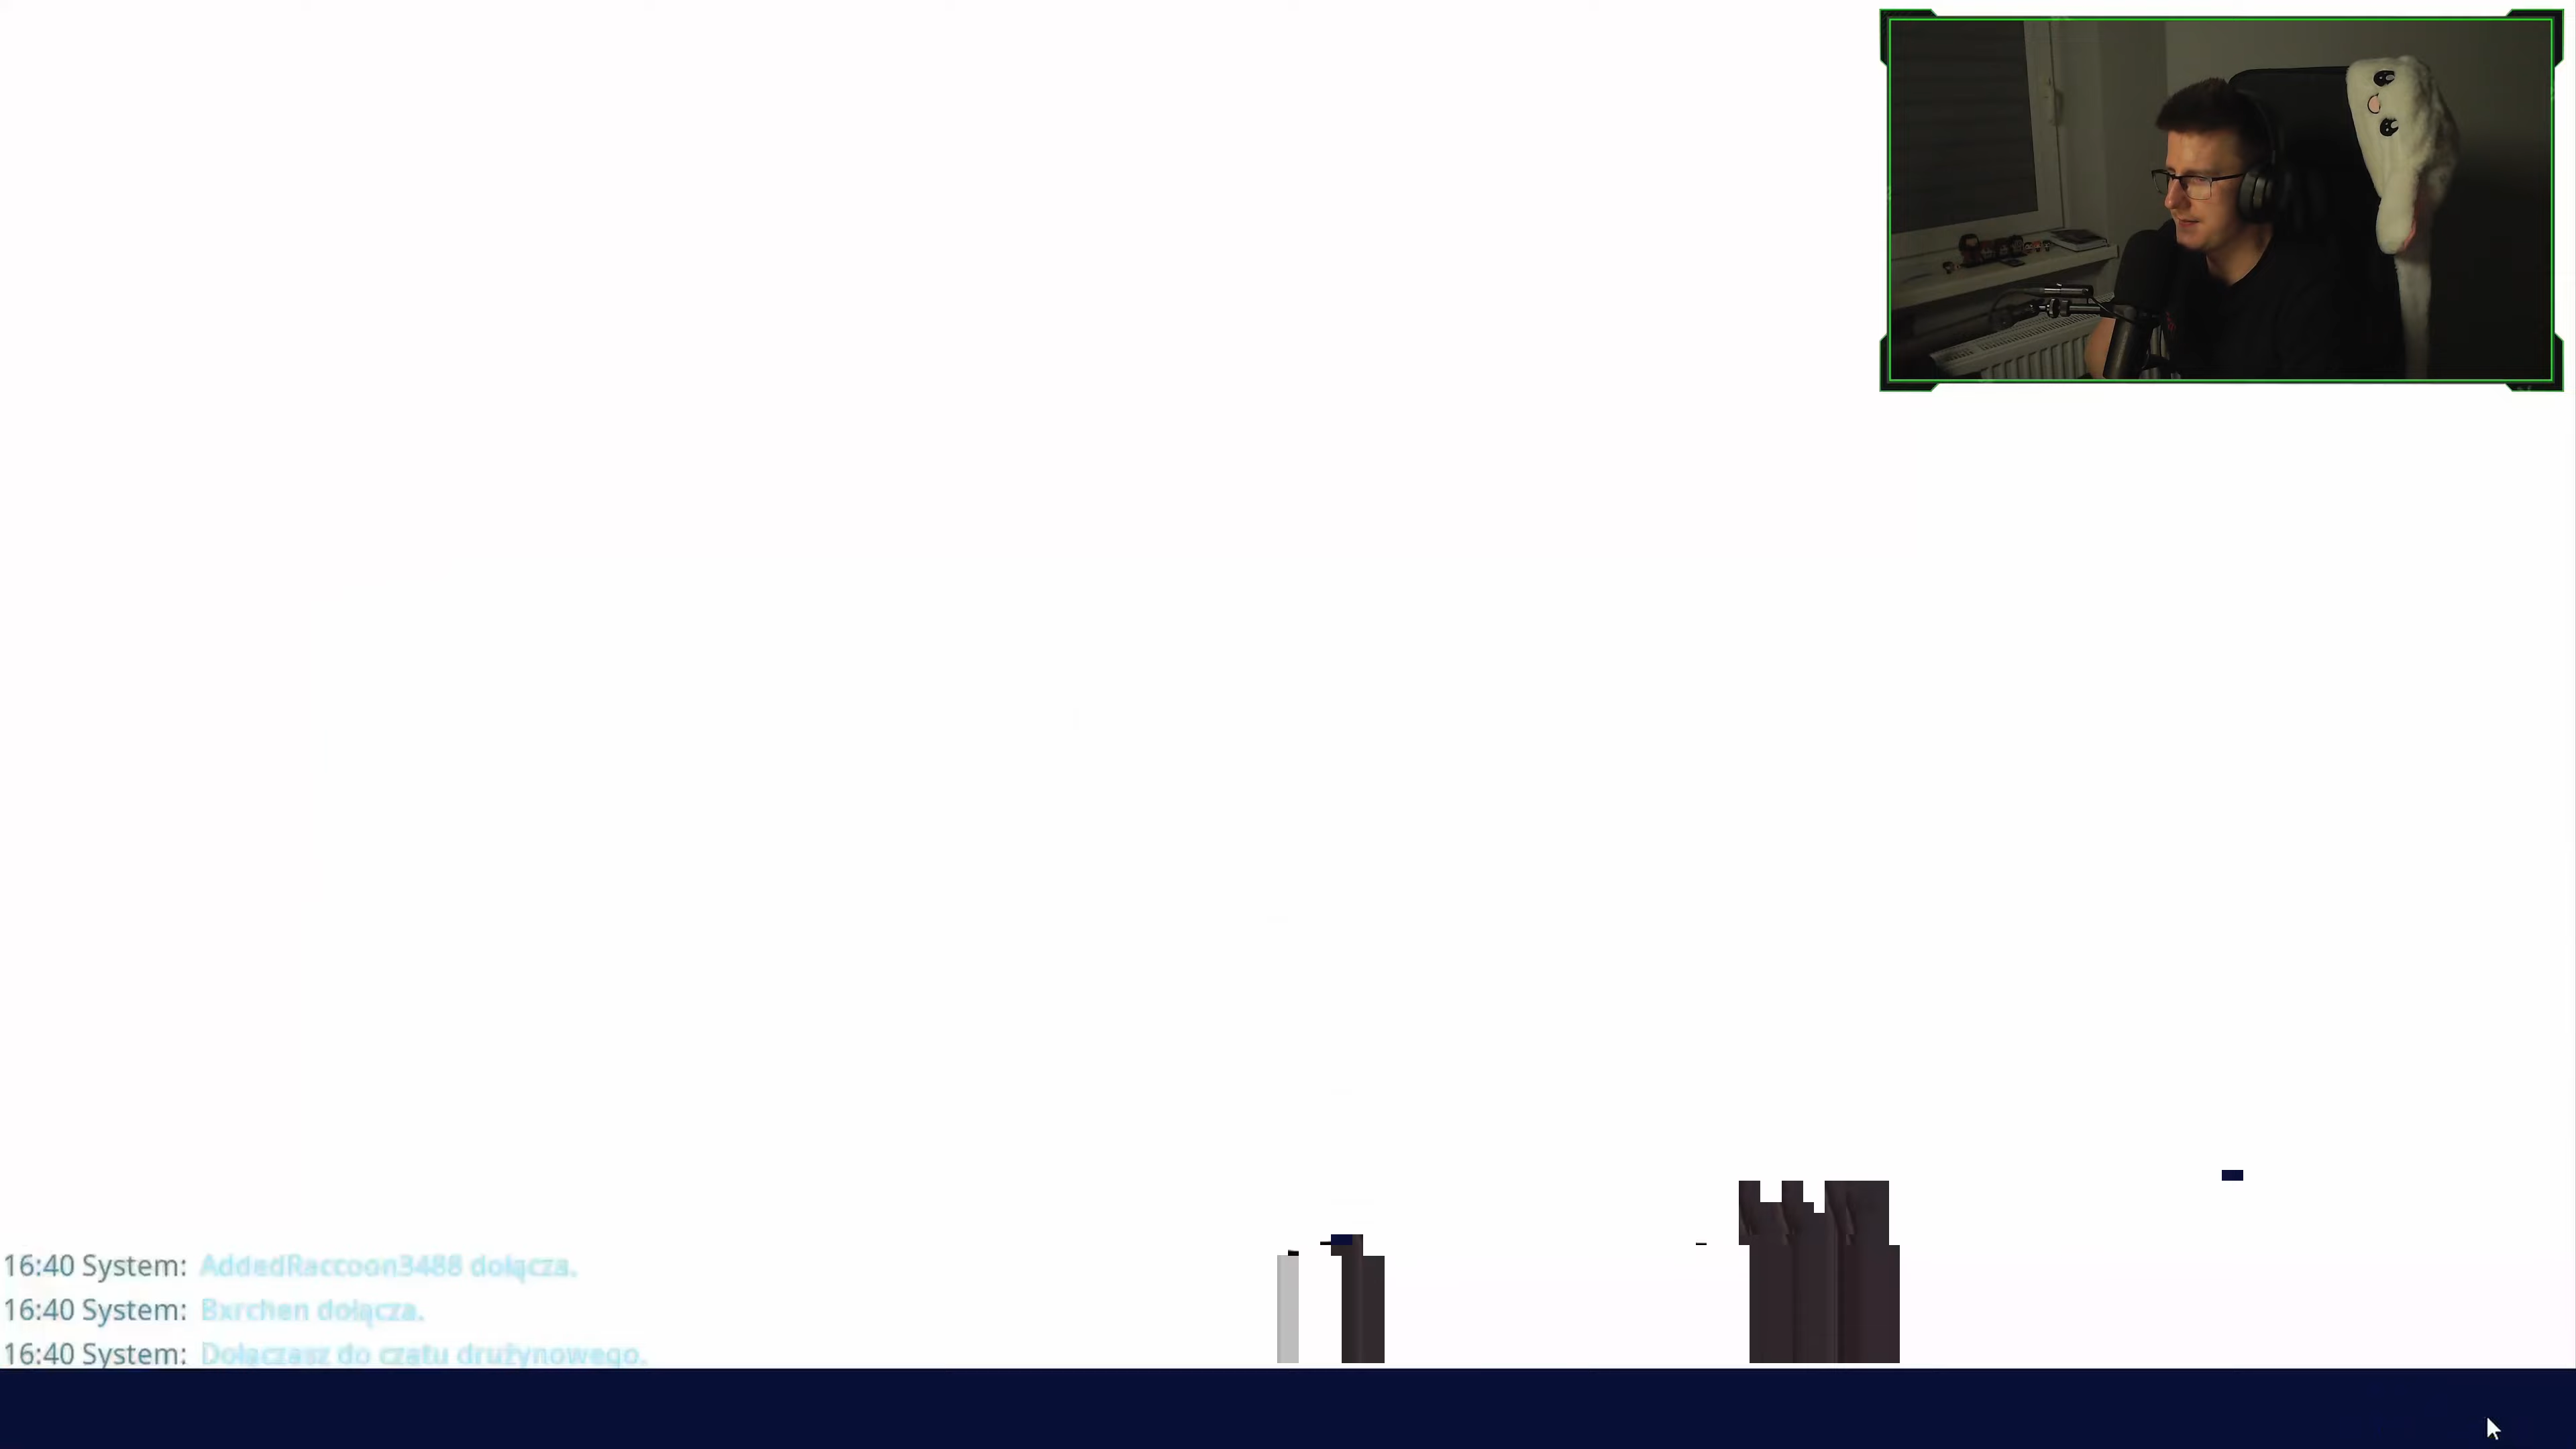 16:40 System: AddedRaccoon3488 dołącza.
16:40 System: Bxrchen dołącza.
16:40 System: Dołączasz do czatu drużynowego.